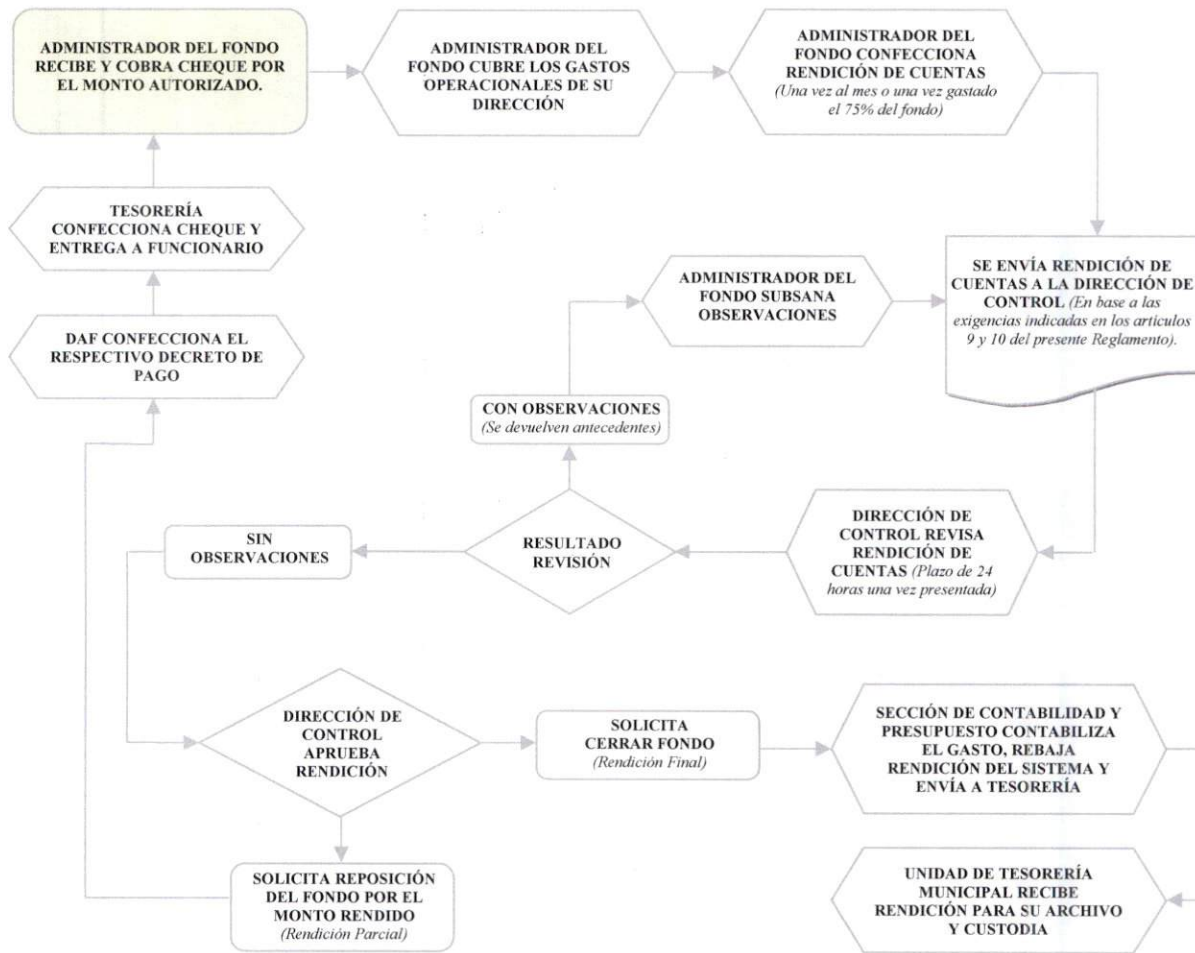 ADMINISTRADOR DEL FONDO
RECIBE Y COBRA CHEQUE POR
EL MONTO AUTORIZADO.
ADMINISTRADOR DEL
FONDO CUBRE LOS GASTOS
OPERACIONALES DE SU
DIRECCIÓN
ADMINISTRADOR DEL
FONDO CONFECCIONA
RENDICIÓN DE CUENTAS
(Una vez al mes o una vez gastado
el 75% del fondo)
TESORERÍA
CONFECCIONA CHEQUE Y
ENTREGA A FUNCIONARIO
DAF CONFECCIONA EL
RESPECTIVO DECRETO DE
PAGO
ADMINISTRADOR DEL
FONDO SUBSANA
OBSERVACIONES
SE ENVÍA RENDICIÓN DE
CUENTAS A LA DIRECCIÓN DE
CONTROL (En base a las
exigencias indicadas en los artículos
9 y 10 del presente Reglamento).
CON OBSERVACIONES
(Se devuelven antecedentes)
SIN
OBSERVACIONES
RESULTADO
REVISIÓN
DIRECCIÓN DE
CONTROL REVISA
RENDICIÓN DE
CUENTAS (Plazo de 24
horas una vez presentada)
DIRECCIÓN DE
CONTROL
APRUEBA
RENDICIÓN
SOLICITA
CERRAR FONDO
(Rendición Final)
SECCIÓN DE CONTABILIDAD Y
PRESUPUESTO CONTABILIZA
EL GASTO, REBAJA
RENDICIÓN DEL SISTEMA Y
ENVÍA A TESORERÍA
SOLICITA REPOSICIÓN
DEL FONDO POR EL
MONTO RENDIDO
(Rendición Parcial)
UNIDAD DE TESORERÍA
MUNICIPAL RECIBE
RENDICIÓN PARA SU ARCHIVO
Y CUSTODIA